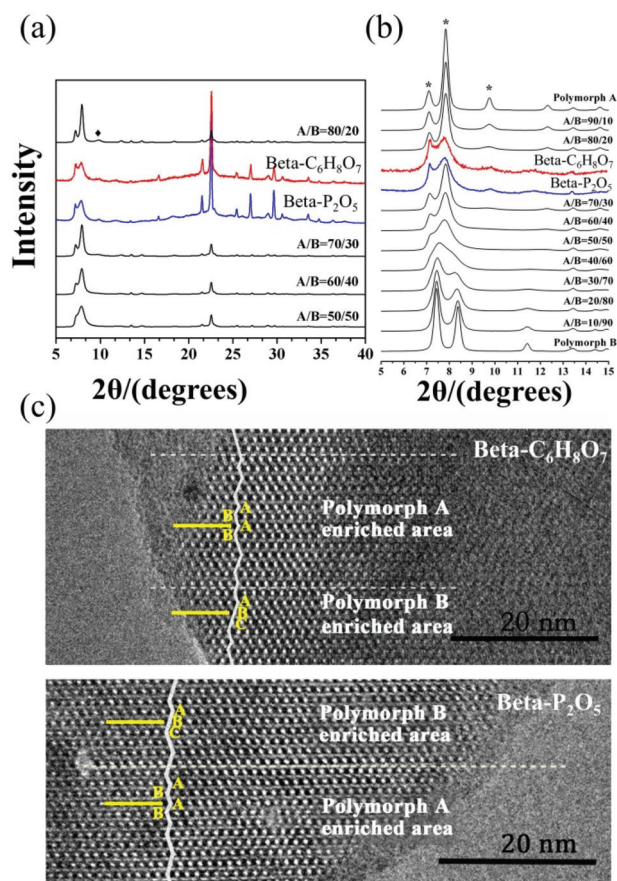 (a)
Intensity
A/B=80/20
Beta-C₆H₈O₇
Beta-P₂O₅
A/B=70/30
A/B=60/40
A/B=50/50
5 10 15 20 25 30 35 40
2θ/(degrees)
(b)
* * *
Polymorph A
A/B=90/10
A/B=80/20
Beta-C₆H₈O₇
Beta-P₂O₅
A/B=70/30
A/B=60/40
A/B=50/50
A/B=40/60
A/B=30/70
A/B=20/80
A/B=10/90
Polymorph B
5 6 7 8 9 10 11 12 13 14 15
2θ/(degrees)
(c)
Beta-C₆H₈O₇
B A
B A
Polymorph A
enriched area
A
B
C
Polymorph B
enriched area
20 nm
Beta-P₂O₅
A
B
C
Polymorph B
enriched area
B A
B A
Polymorph A
enriched area
20 nm